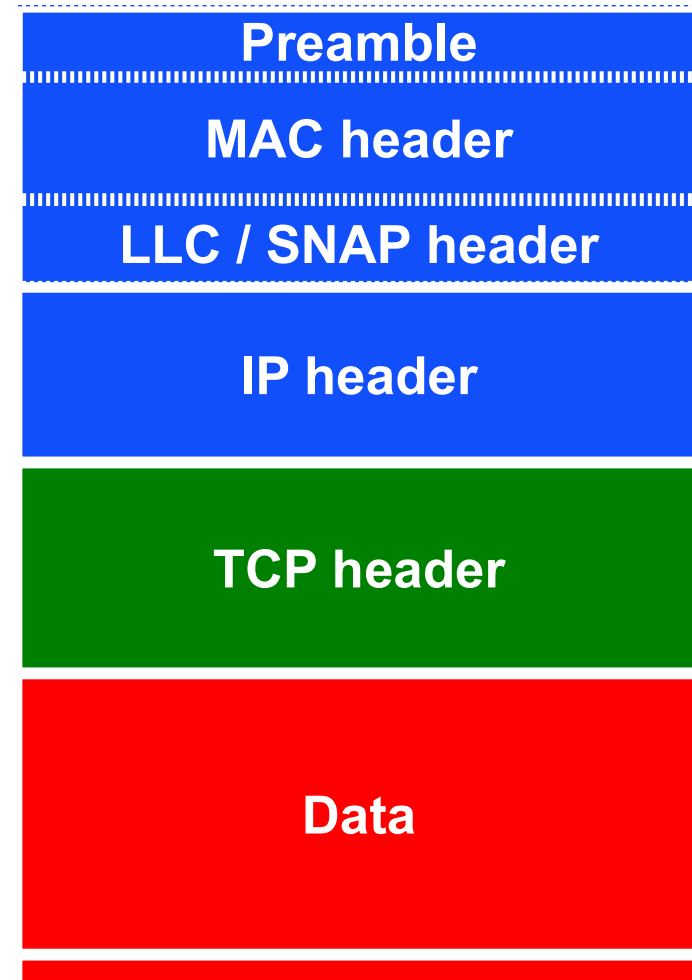 Preamble
MAC header
LLC / SNAP header
IP header
TCP header
Data